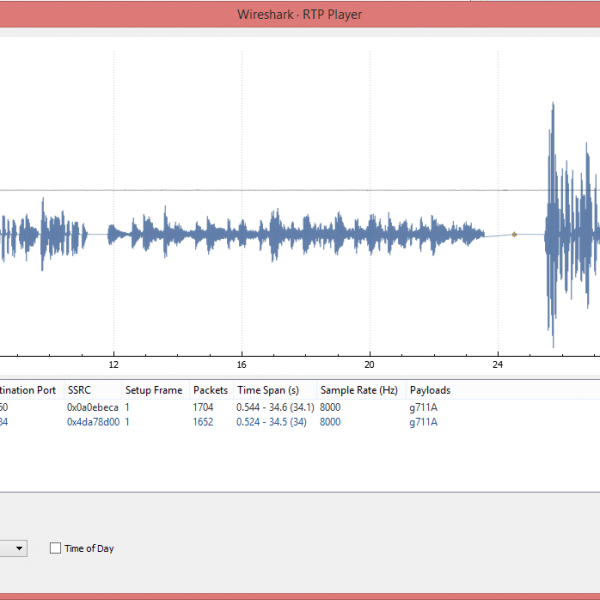 Wireshark · RTP Player
12 16 20 24
tination Port SSRC Setup Frame Packets Time Span (s) Sample Rate (Hz) Payloads
60 0x0a0ebeca 1 1704 0.544 - 34.6 (34.1) 8000 g711A
34 0x4da78d00 1 1652 0.524 - 34.5 (34) 8000 g711A
Time of Day